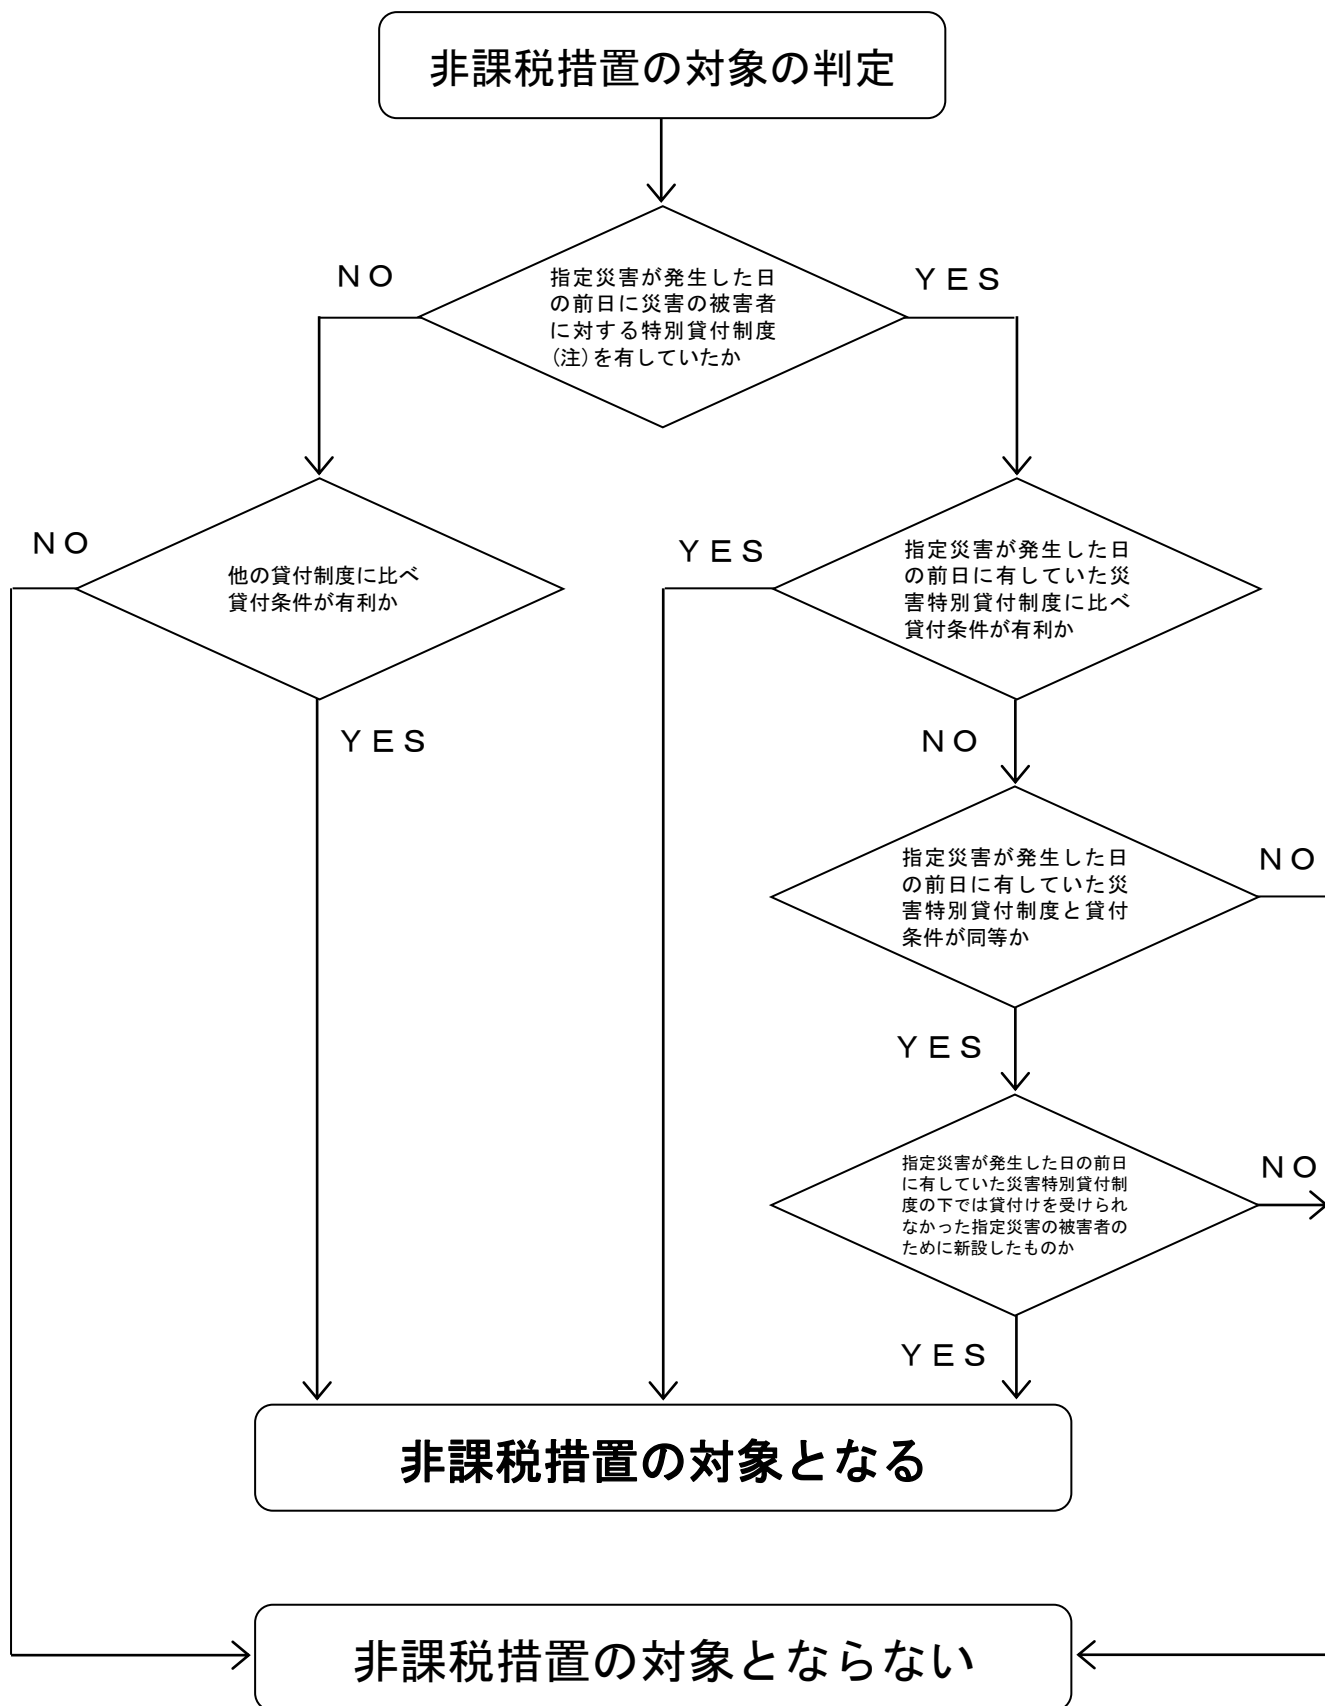 非課税措置の対象の判定
ＮＯ
ＹＥＳ
指定災害が発生した日
の前日に災害の被害者
に対する特別貸付制度
(注)を有していたか
ＮＯ
他の貸付制度に比べ
貸付条件が有利か
ＹＥＳ
指定災害が発生した日
の前日に有していた災
害特別貸付制度に比べ
貸付条件が有利か
ＹＥＳ
ＮＯ
指定災害が発生した日
の前日に有していた災
害特別貸付制度と貸付
条件が同等か
ＮＯ
ＹＥＳ
指定災害が発生した日の前日
に有していた災害特別貸付制
度の下では貸付けを受けられ
なかった指定災害の被害者の
ために新設したものか
ＮＯ
ＹＥＳ
非課税措置の対象となる
非課税措置の対象とならない